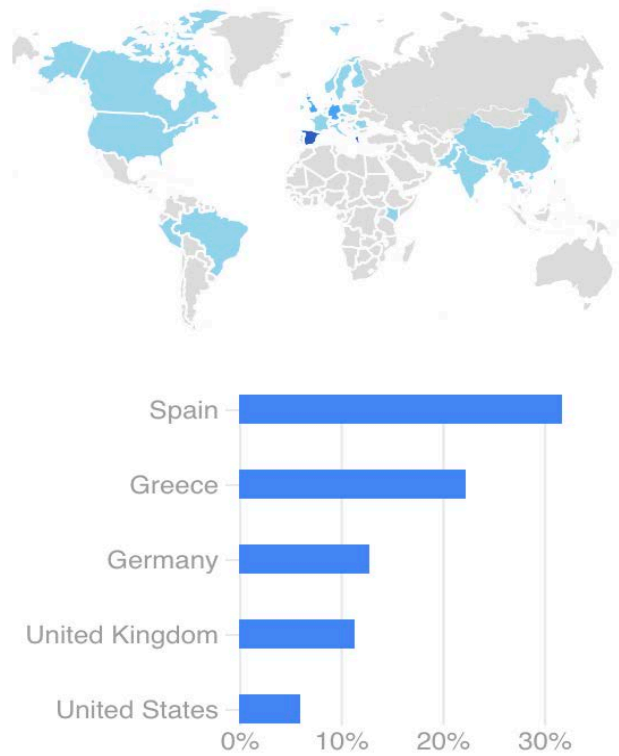 Spain
Greece
Germany
United Kingdom
United States
0% 10% 20% 30%